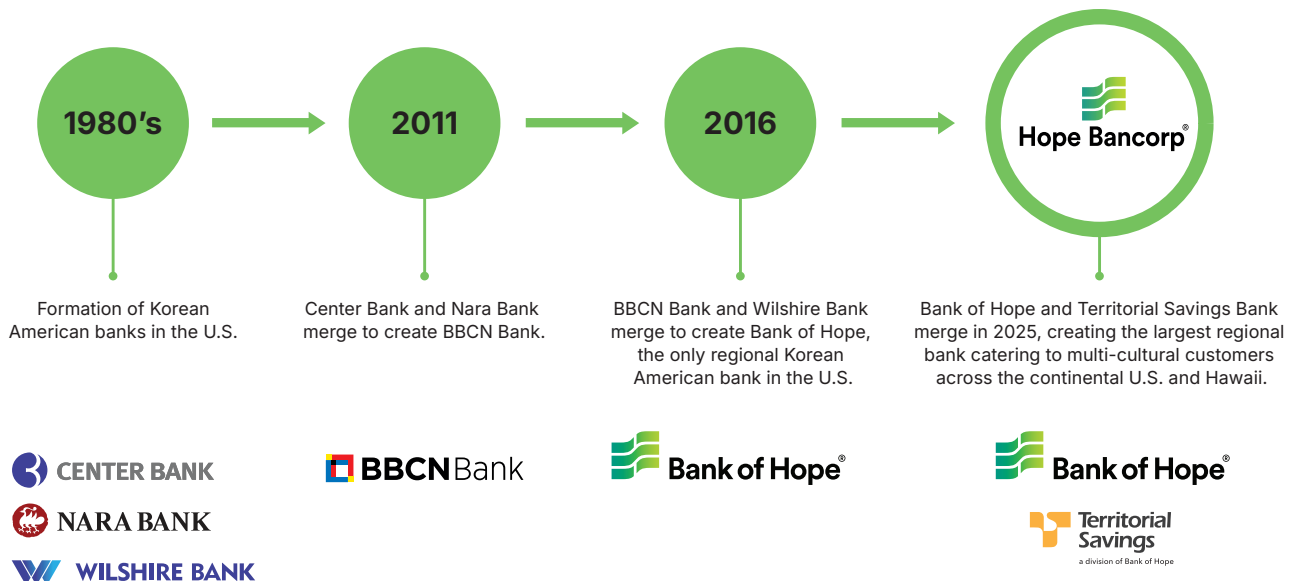 1980's
2011
2016
Hope Bancorp®
Formation of Korean
American banks in the U.S.
Center Bank and Nara Bank
merge to create BBCN Bank.
BBCN Bank and Wilshire Bank
merge to create Bank of Hope,
the only regional Korean
American bank in the U.S.
Bank of Hope and Territorial Savings Bank
merge in 2025, creating the largest regional
bank catering to multi-cultural customers
across the continental U.S. and Hawaii.
CENTER BANK
NARA BANK
WILSHIRE BANK
BBCN Bank
Bank of Hope®
Bank of Hope®
Territorial
Savings
a division of Bank of Hope